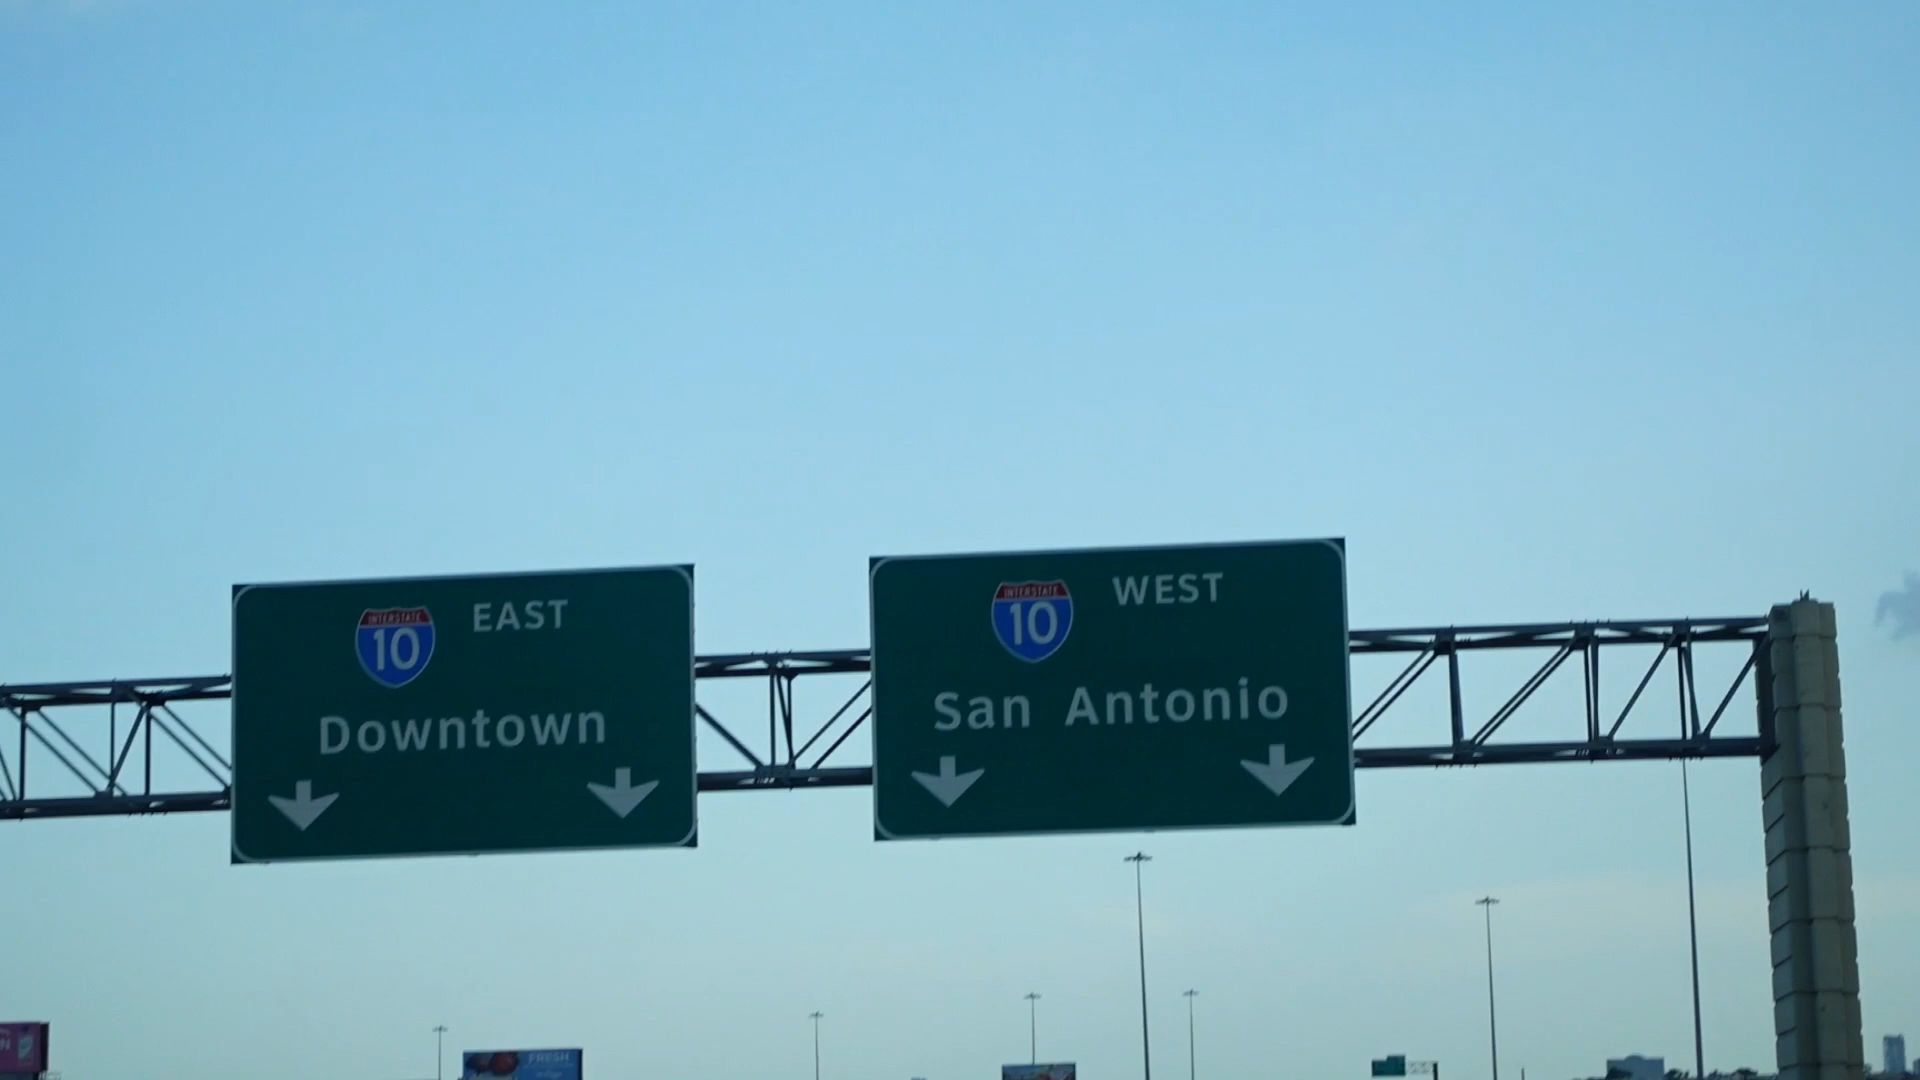 INTERSTATE
10
EAST
Downtown
INTERSTATE
10
WEST
San Antonio
FRESH